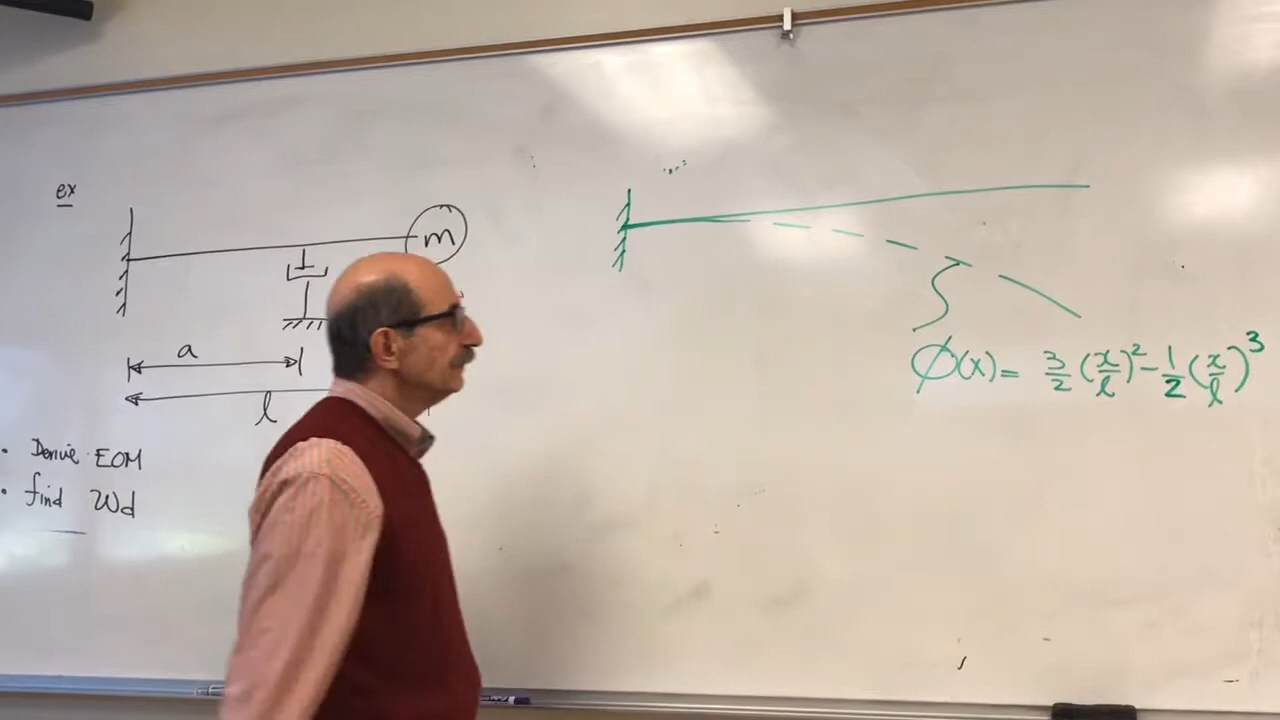 ex
m
a
l
• Derive EOM
• find ωd
φ(x) = 3/2 (x/l)² - 1/2 (x/l)³